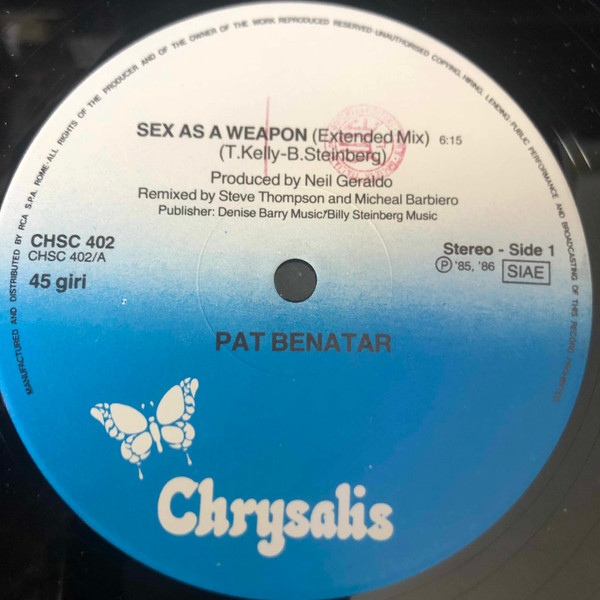 MANUFACTURED AND DISTRIBUTED BY RCA S.P.A. ROME-ALL RIGHTS OF THE PRODUCER AND OF THE OWNER OF THE WORK REPRODUCED RESERVED-UNAUTHORISED COPYING, HIRING, LENDING PUBLIC PERFORMANCE AND BROADCASTING OF THIS RECORD PROHIBITED
SEX AS A WEAPON (Extended Mix) 6:15
(T.Kelly-B.Steinberg)
Produced by Neil Geraldo
Remixed by Steve Thompson and Micheal Barbiero
Publisher: Denise Barry Music/Billy Steinberg Music
CHSC 402
CHSC 402/A
45 giri
Stereo - Side 1
Ⓟ '85, '86 SIAE
PAT BENATAR
Chrysalis